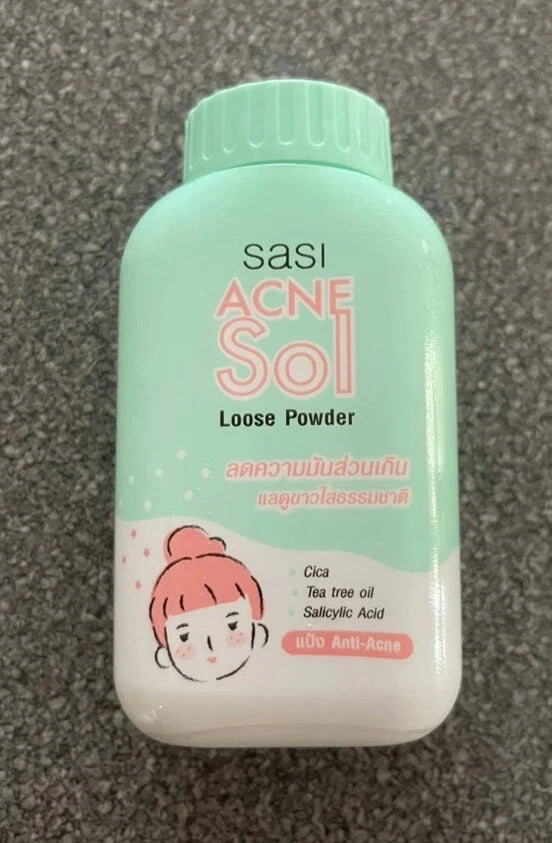 sasi
ACNE
Sol
Loose Powder
ลดความมันส่วนเกิน
แลดูขาวใสธรรมชาติ
Cica
Tea tree oil
Salicylic Acid
แป้ง Anti-Acne